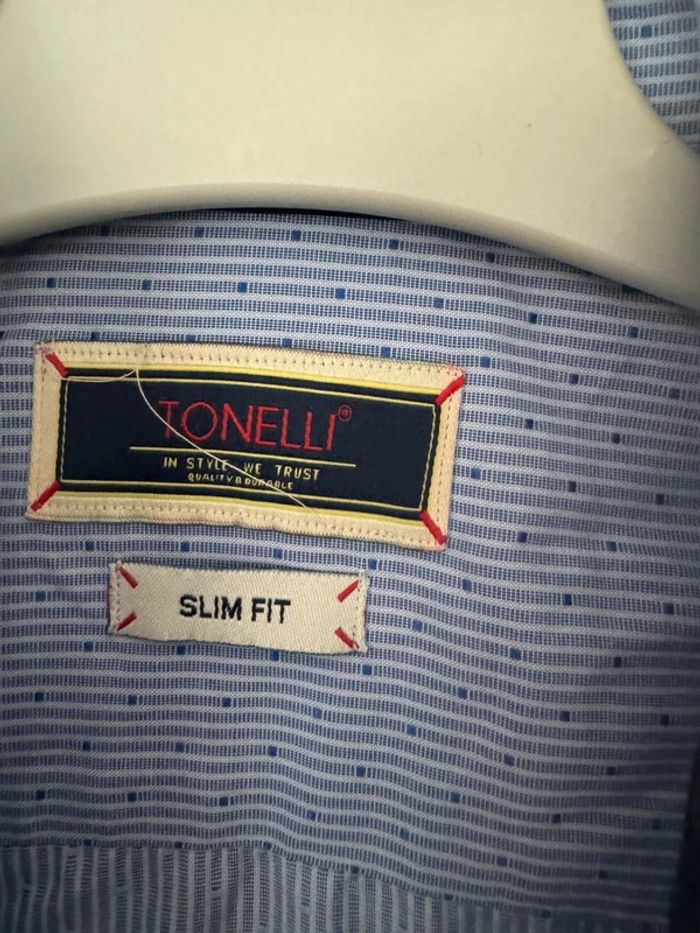 TONELLI®
IN STYLE WE TRUST
QUALITY & DURABLE
SLIM FIT